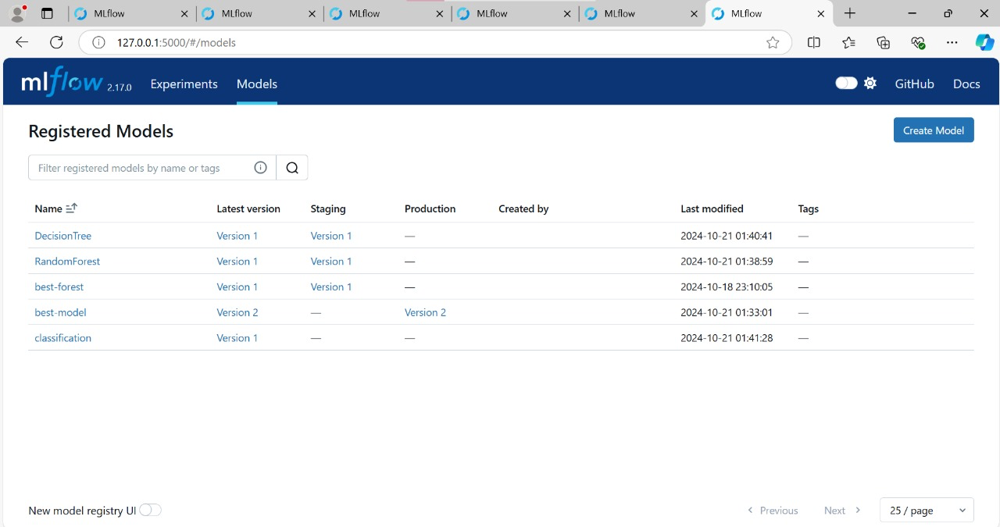 MLflow MLflow MLflow MLflow MLflow MLflow
127.0.0.1:5000/#/models
mlflow 2.17.0 Experiments Models GitHub Docs
Registered Models
Create Model
Filter registered models by name or tags
Name Latest version Staging Production Created by Last modified Tags
DecisionTree Version 1 Version 1 — 2024-10-21 01:40:41 —
RandomForest Version 1 Version 1 — 2024-10-21 01:38:59 —
best-forest Version 1 Version 1 — 2024-10-18 23:10:05 —
best-model Version 2 — Version 2 2024-10-21 01:33:01 —
classification Version 1 — — 2024-10-21 01:41:28 —
New model registry UI Previous Next 25 / page